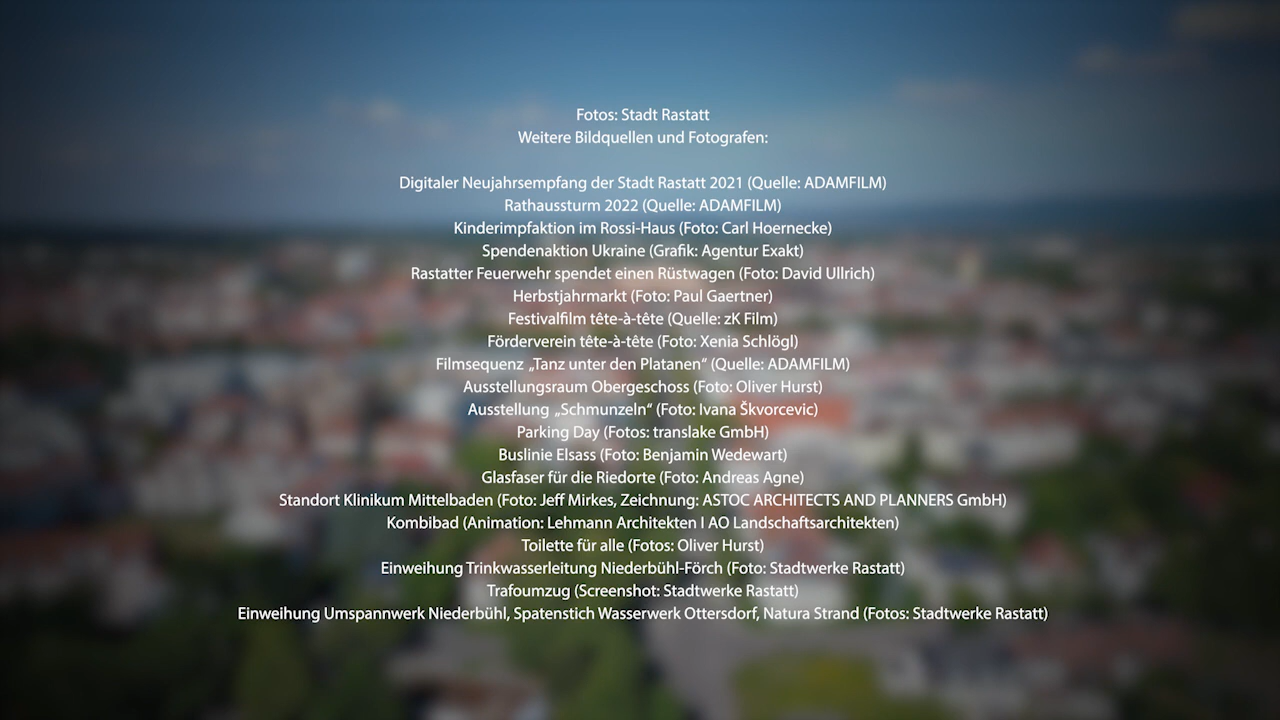 Fotos: Stadt Rastatt
Weitere Bildquellen und Fotografen:
Digitaler Neujahrsempfang der Stadt Rastatt 2021 (Quelle: ADAMFILM)
Rathaussturm 2022 (Quelle: ADAMFILM)
Kinderimpfaktion im Rossi-Haus (Foto: Carl Hoernecke)
Spendenaktion Ukraine (Grafik: Agentur Exakt)
Rastatter Feuerwehr spendet einen Rüstwagen (Foto: David Ullrich)
Herbstjahrmarkt (Foto: Paul Gaertner)
Festivalfilm tête-à-tête (Quelle: zK Film)
Förderverein tête-à-tête (Foto: Xenia Schlögl)
Filmsequenz „Tanz unter den Platanen“ (Quelle: ADAMFILM)
Ausstellungsraum Obergeschoss (Foto: Oliver Hurst)
Ausstellung „Schmunzeln“ (Foto: Ivana Škvorcevic)
Parking Day (Fotos: translake GmbH)
Buslinie Elsass (Foto: Benjamin Wedewart)
Glasfaser für die Riedorte (Foto: Andreas Agne)
Standort Klinikum Mittelbaden (Foto: Jeff Mirkes, Zeichnung: ASTOC ARCHITECTS AND PLANNERS GmbH)
Kombibad (Animation: Lehmann Architekten I AO Landschaftsarchitekten)
Toilette für alle (Fotos: Oliver Hurst)
Einweihung Trinkwasserleitung Niederbühl-Förch (Foto: Stadtwerke Rastatt)
Trafoumzug (Screenshot: Stadtwerke Rastatt)
Einweihung Umspannwerk Niederbühl, Spatenstich Wasserwerk Ottersdorf, Natura Strand (Fotos: Stadtwerke Rastatt)